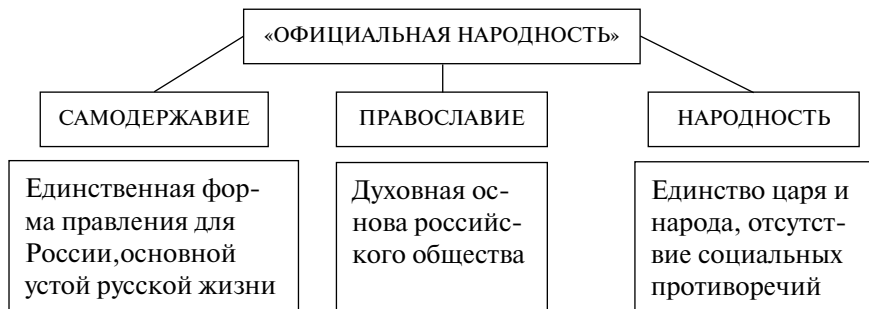 «ОФИЦИАЛЬНАЯ НАРОДНОСТЬ»
САМОДЕРЖАВИЕ
ПРАВОСЛАВИЕ
НАРОДНОСТЬ
Единственная фор-
ма правления для
России,основной
устой русской жизни
Духовная ос-
нова российс-
кого общества
Единство царя и
народа, отсутст-
вие социальных
противоречий